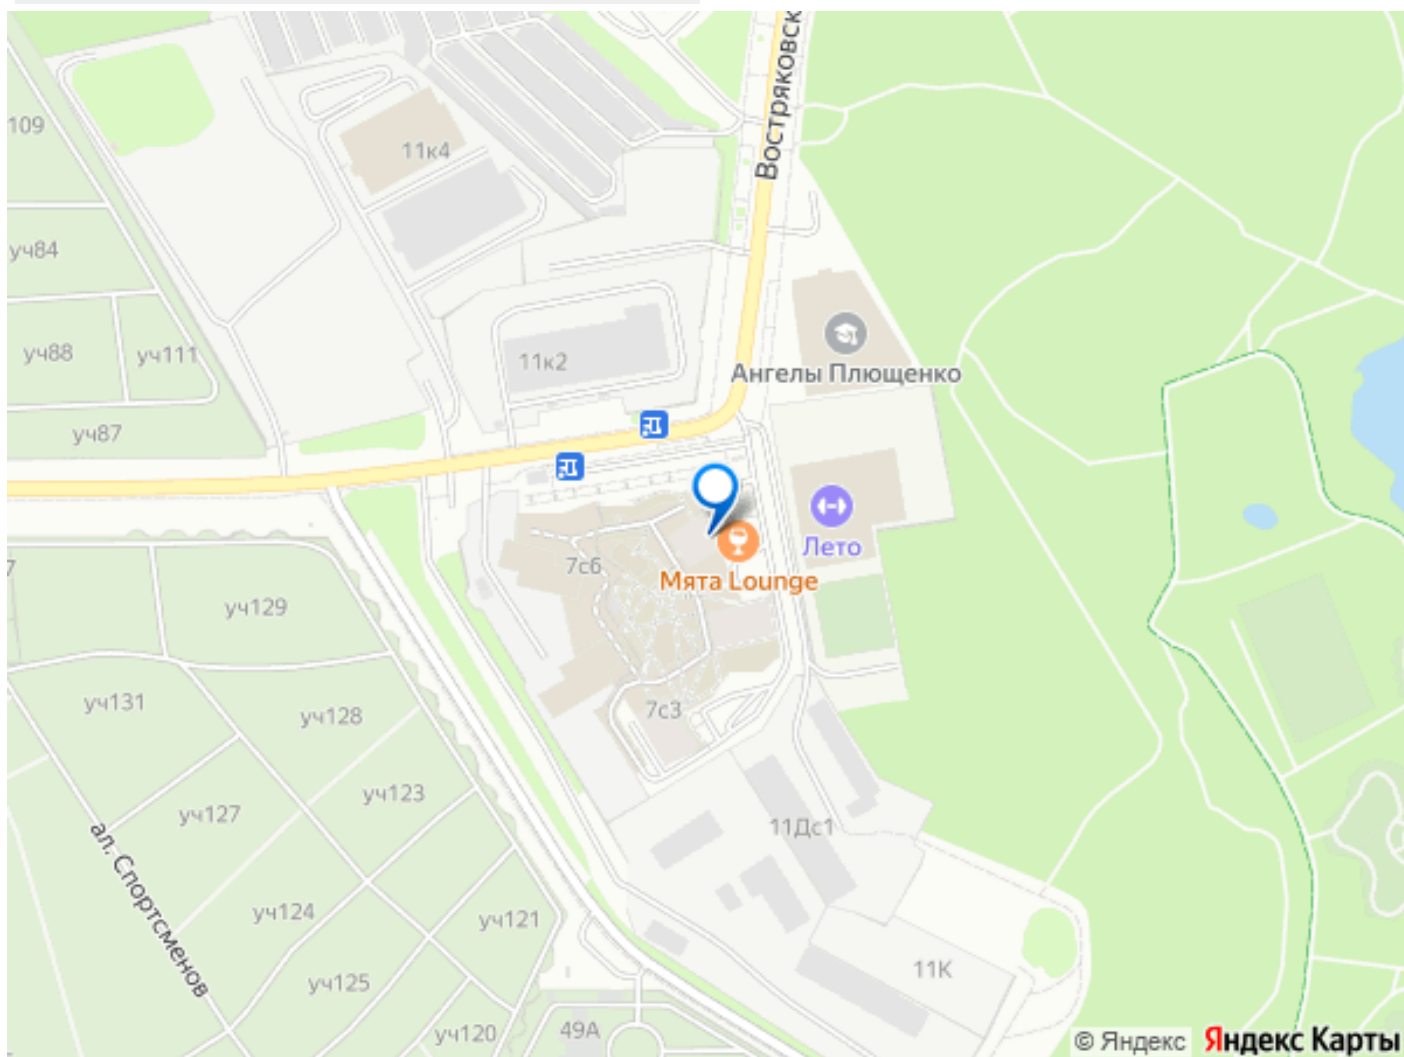 Востряковск
109
11к4
уч84
уч88
уч111
11к2
Ангелы Плющенко
уч87
7с6
Лето
Мята Lounge
7
уч129
уч131
уч128
7с3
уч127
уч123
11Дс1
ал. Спортсменов
уч124
уч121
уч125
11К
уч120
49А
© Яндекс Яндекс Карты